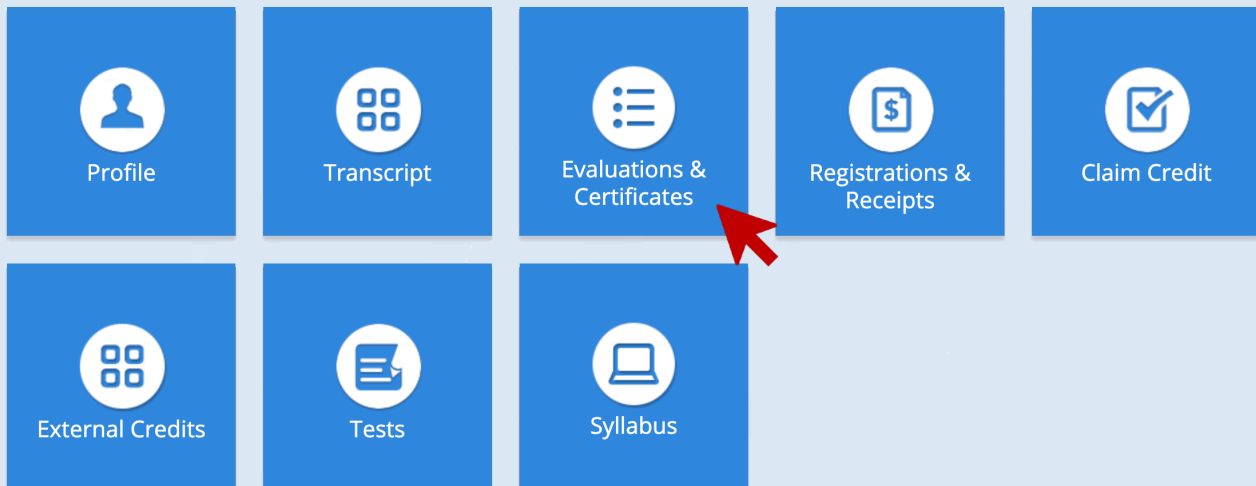 Profile
Transcript
Evaluations &
Certificates
Registrations &
Receipts
Claim Credit
External Credits
Tests
Syllabus